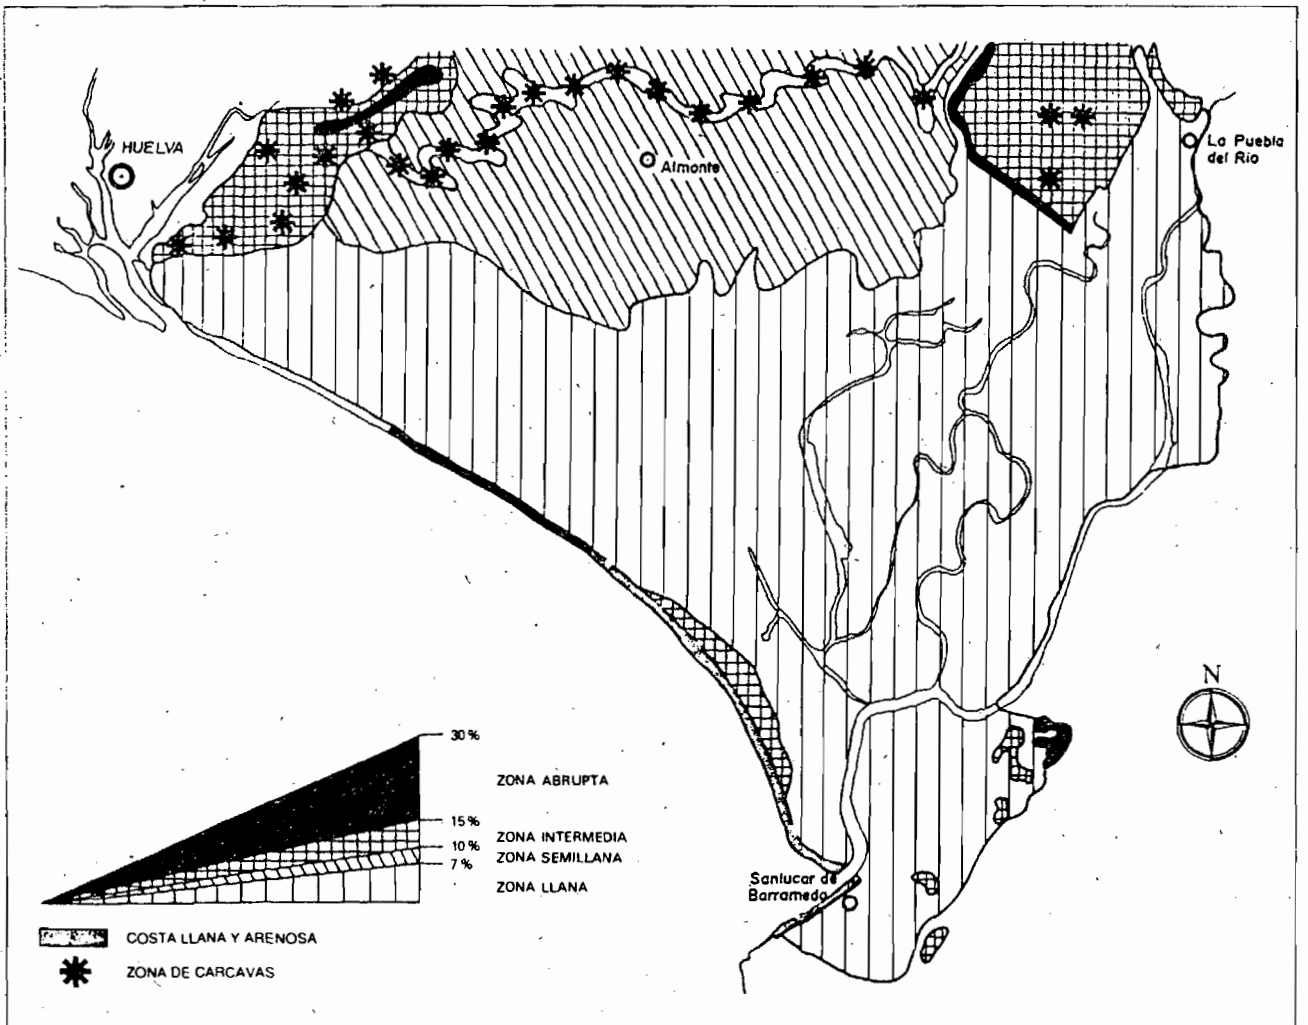 HUELVA
Almonte
La Puebla
del Rio
N
30 %
ZONA ABRUPTA
15 %
ZONA INTERMEDIA
10 %
ZONA SEMILLANA
7 %
ZONA LLANA
Sanlucar de
Barrameda
COSTA LLANA Y ARENOSA
ZONA DE CARCAVAS